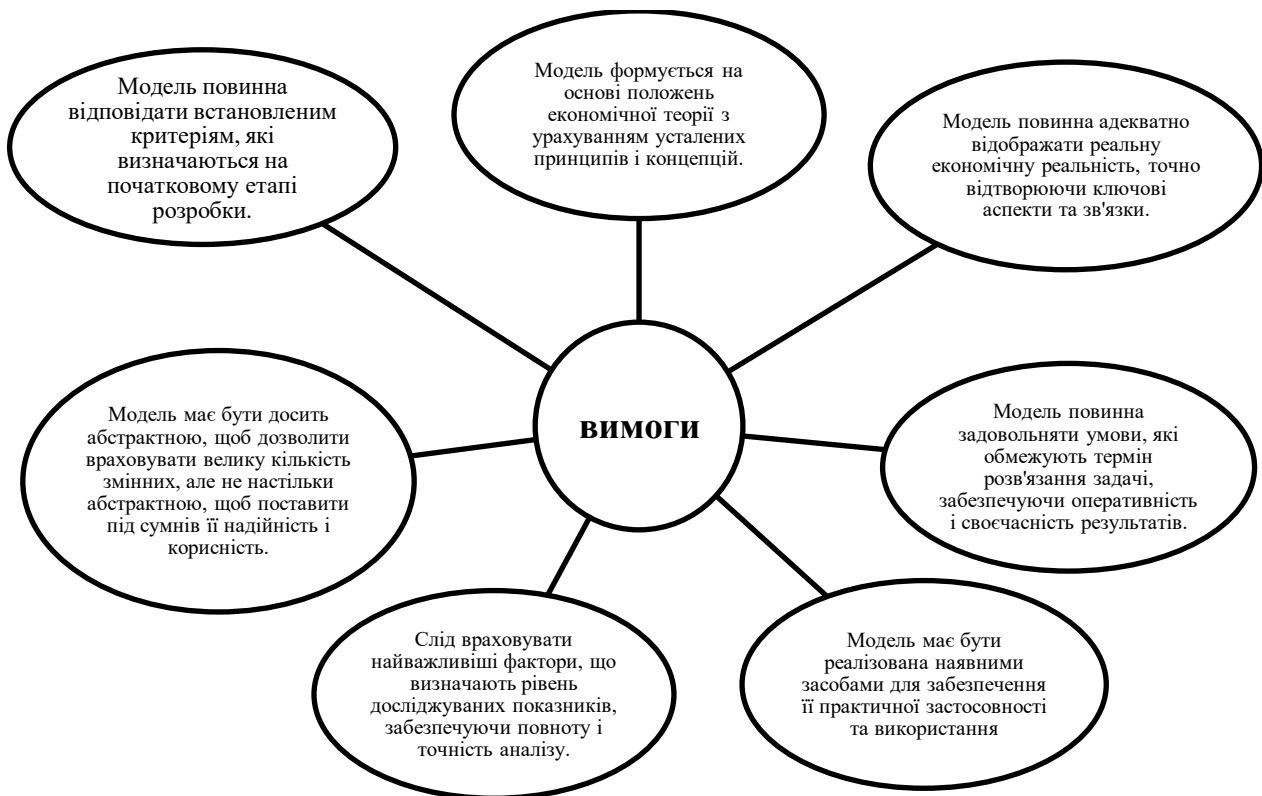 Модель повинна
відповідати встановленим
критеріям, які
визначаються на
початковому етапі
розробки.
Модель формується на
основі положень
економічної теорії з
урахуванням усталених
принципів і концепцій.
Модель повинна адекватно
відображати реальну
економічну реальність, точно
відтворюючи ключові
аспекти та зв'язки.
вимоги
Модель має бути досить
абстрактною, щоб дозволити
враховувати велику кількість
змінних, але не настільки
абстрактною, щоб поставити
під сумнів її надійність і
корисність.
Модель повинна
задовольняти умови, які
обмежують термін
розв'язання задачі,
забезпечуючи оперативність
і своєчасність результатів.
Слід враховувати
найважливіші фактори, що
визначають рівень
досліджуваних показників,
забезпечуючи повноту і
точність аналізу.
Модель має бути
реалізована наявними
засобами для забезпечення
її практичної застосовності
та використання